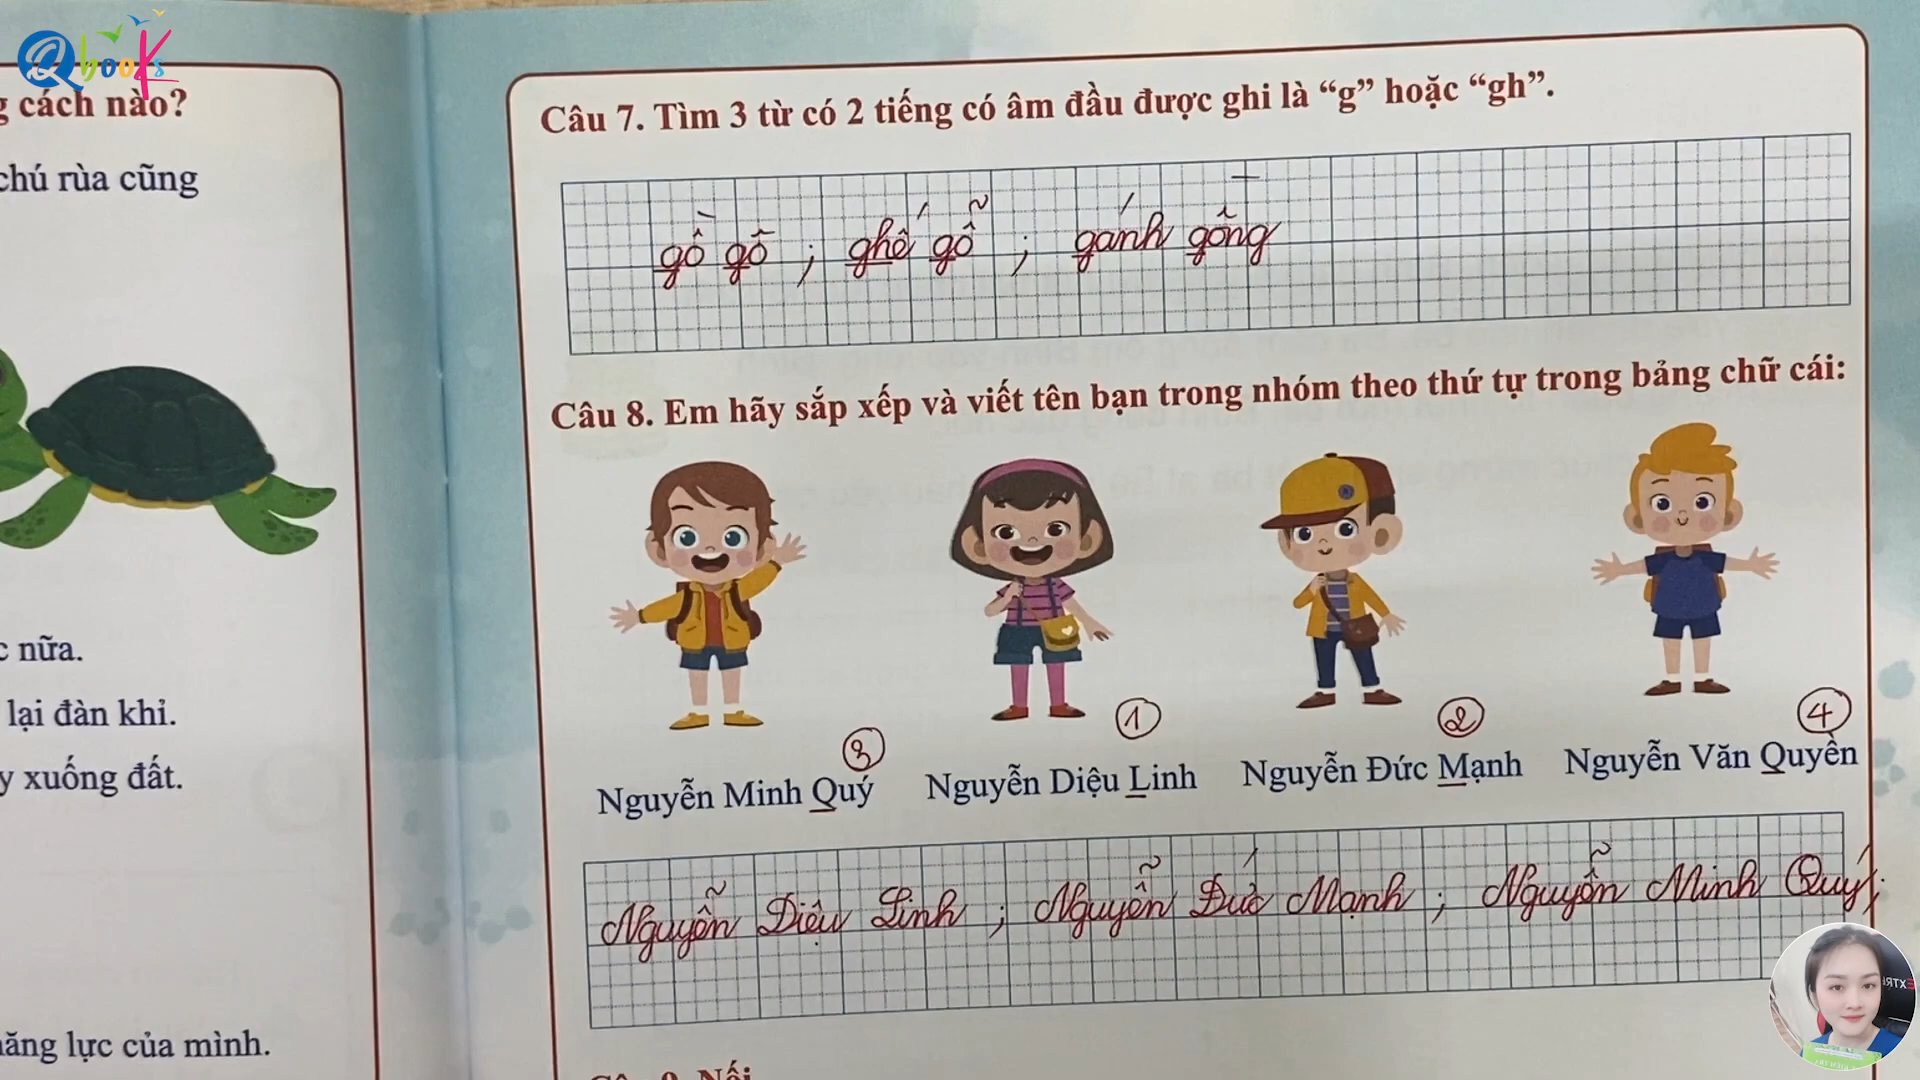 Qbooks
g cách nào?
chú rùa cũng
c nữa.
lại đàn khỉ.
y xuống đất.
năng lực của mình.
Câu 7. Tìm 3 từ có 2 tiếng có âm đầu được ghi là “g” hoặc “gh”.
gồ gồ ; ghế gỗ ; gánh gồng
Câu 8. Em hãy sắp xếp và viết tên bạn trong nhóm theo thứ tự trong bảng chữ cái:
3 1 2 4
Nguyễn Minh Quý Nguyễn Diệu Linh Nguyễn Đức Mạnh Nguyễn Văn Quyền
Nguyễn Diệu Linh ; Nguyễn Đức Mạnh ; Nguyễn Minh Quý;
Nối